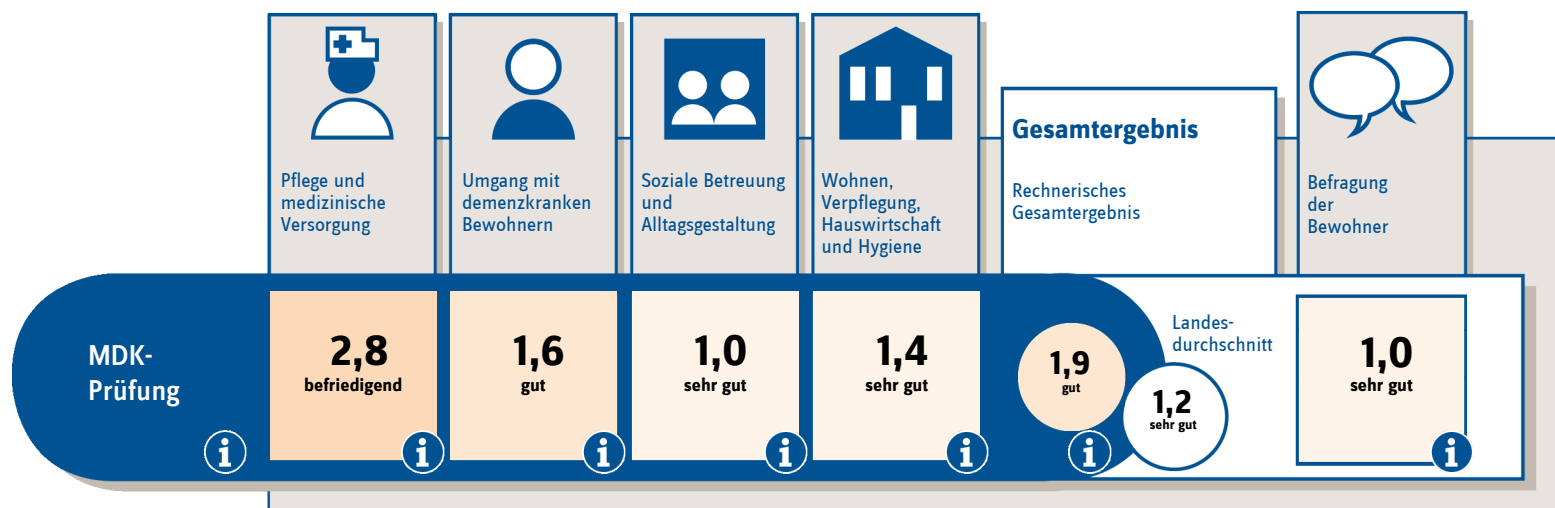 Pflege und
medizinische
Versorgung
Umgang mit
demenzkranken
Bewohnern
Soziale Betreuung
und
Alltagsgestaltung
Wohnen,
Verpflegung,
Hauswirtschaft
und Hygiene
Gesamtergebnis
Rechnerisches
Gesamtergebnis
Befragung
der
Bewohner
MDK-
Prüfung
i
2,8
befriedigend
i
1,6
gut
i
1,0
sehr gut
i
1,4
sehr gut
i
1,9
gut
i
Landes-
durchschnitt
1,2
sehr gut
1,0
sehr gut
i